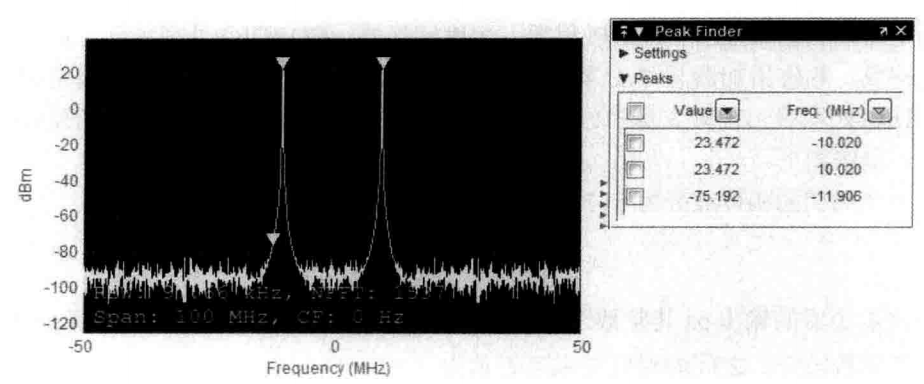 Peak Finder
Settings
Peaks
Value Freq. (MHz)
23.472 -10.020
23.472 10.020
-75.192 -11.906
20
0
-20
-40
-60
-80
-100
-120
dBm
Span: 100 MHz, CF: 0 Hz
-50 0 50
Frequency (MHz)